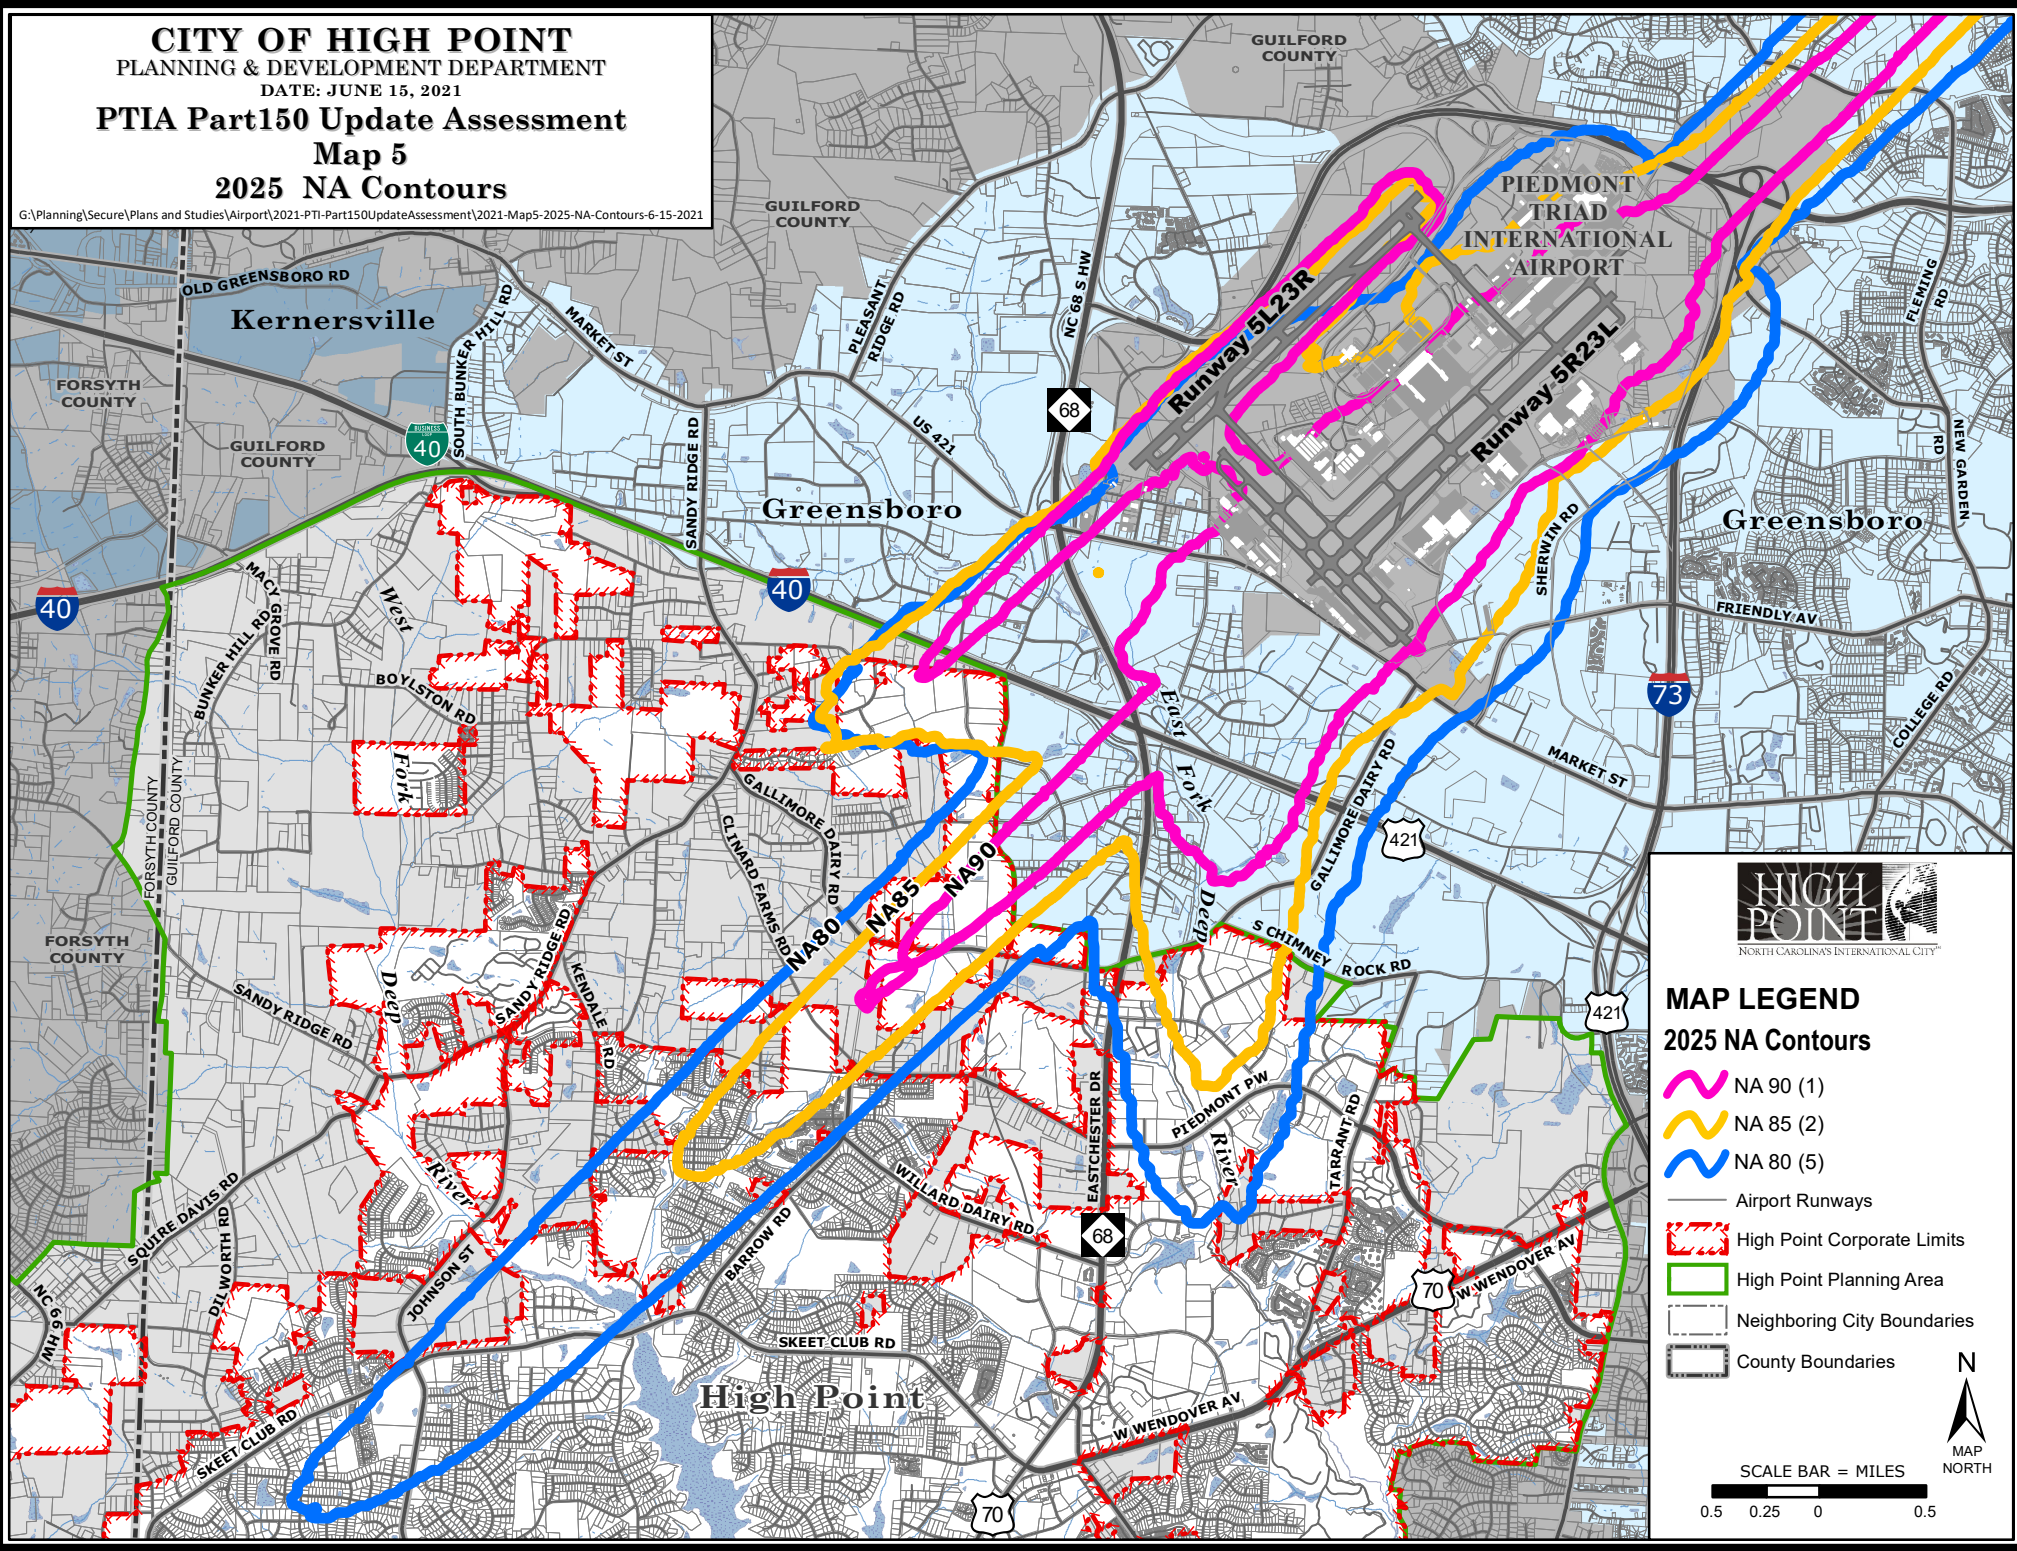 CITY OF HIGH POINT
PLANNING & DEVELOPMENT DEPARTMENT
DATE: JUNE 15, 2021
PTIA Part150 Update Assessment
Map 5
2025 NA Contours
G:\Planning\Secure\Plans and Studies\Airport\2021-PTI-Part150UpdateAssessment\2021-Map5-2025-NA-Contours-6-15-2021
GUILFORD
COUNTY
GUILFORD
COUNTY
PIEDMONT
TRIAD
INTERNATIONAL
AIRPORT
OLD GREENSBORO RD
Kernersville
SOUTH BUNKER HILL RD
MARKET ST
PLEASANT
RIDGE RD
NC 68 S HW
Runway 5L23R
Runway 5R23L
FLEMING
RD
FORSYTH
COUNTY
GUILFORD
COUNTY
BUSINESS
LOOP
40
68
US 421
SANDY RIDGE RD
NEW GARDEN
RD
Greensboro
Greensboro
SHERWIN RD
40
40
MACY GROVE RD
BUNKER HILL RD
West
FRIENDLY AV
BOYLSTON RD
73
COLLEGE RD
East
Fork
MARKET ST
Fork
FORSYTH COUNTY
GUILFORD COUNTY
GALLIMORE DAIRY RD
GALLIMORE DAIRY RD
CLINARD FARMS RD
421
NA80
NA85
NA90
Deep
S CHIMNEY ROCK RD
FORSYTH
COUNTY
Deep
SANDY RIDGE RD
SANDY RIDGE RD
KENDALE RD
421
EASTCHESTER DR
PIEDMONT PW
River
TARRANT RD
River
WILLARD DAIRY RD
SQUIRE DAVIS RD
DILWORTH RD
JOHNSON ST
BARROW RD
68
70
W WENDOVER AV
NC 66 HW
SKEET CLUB RD
High Point
SKEET CLUB RD
W WENDOVER AV
70
HIGH
POINT
NORTH CAROLINA'S INTERNATIONAL CITY™
MAP LEGEND
2025 NA Contours
NA 90 (1)
NA 85 (2)
NA 80 (5)
Airport Runways
High Point Corporate Limits
High Point Planning Area
Neighboring City Boundaries
County Boundaries
N
MAP
NORTH
SCALE BAR = MILES
0.5 0.25 0 0.5